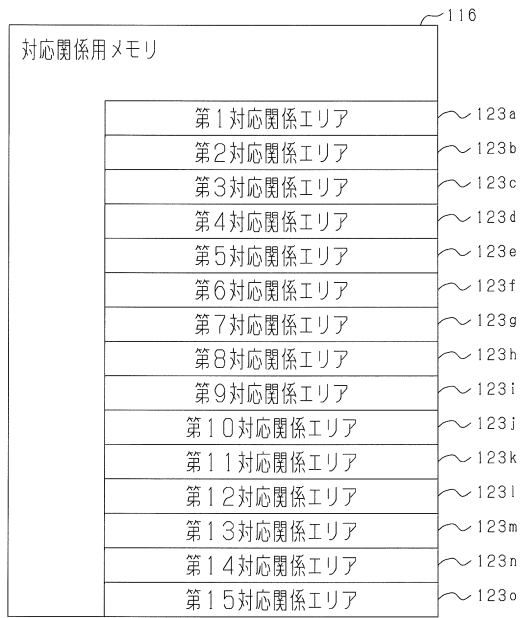 116
対応関係用メモリ
第1対応関係エリア 123a
第2対応関係エリア 123b
第3対応関係エリア 123c
第4対応関係エリア 123d
第5対応関係エリア 123e
第6対応関係エリア 123f
第7対応関係エリア 123g
第8対応関係エリア 123h
第9対応関係エリア 123i
第10対応関係エリア 123j
第11対応関係エリア 123k
第12対応関係エリア 123l
第13対応関係エリア 123m
第14対応関係エリア 123n
第15対応関係エリア 123o